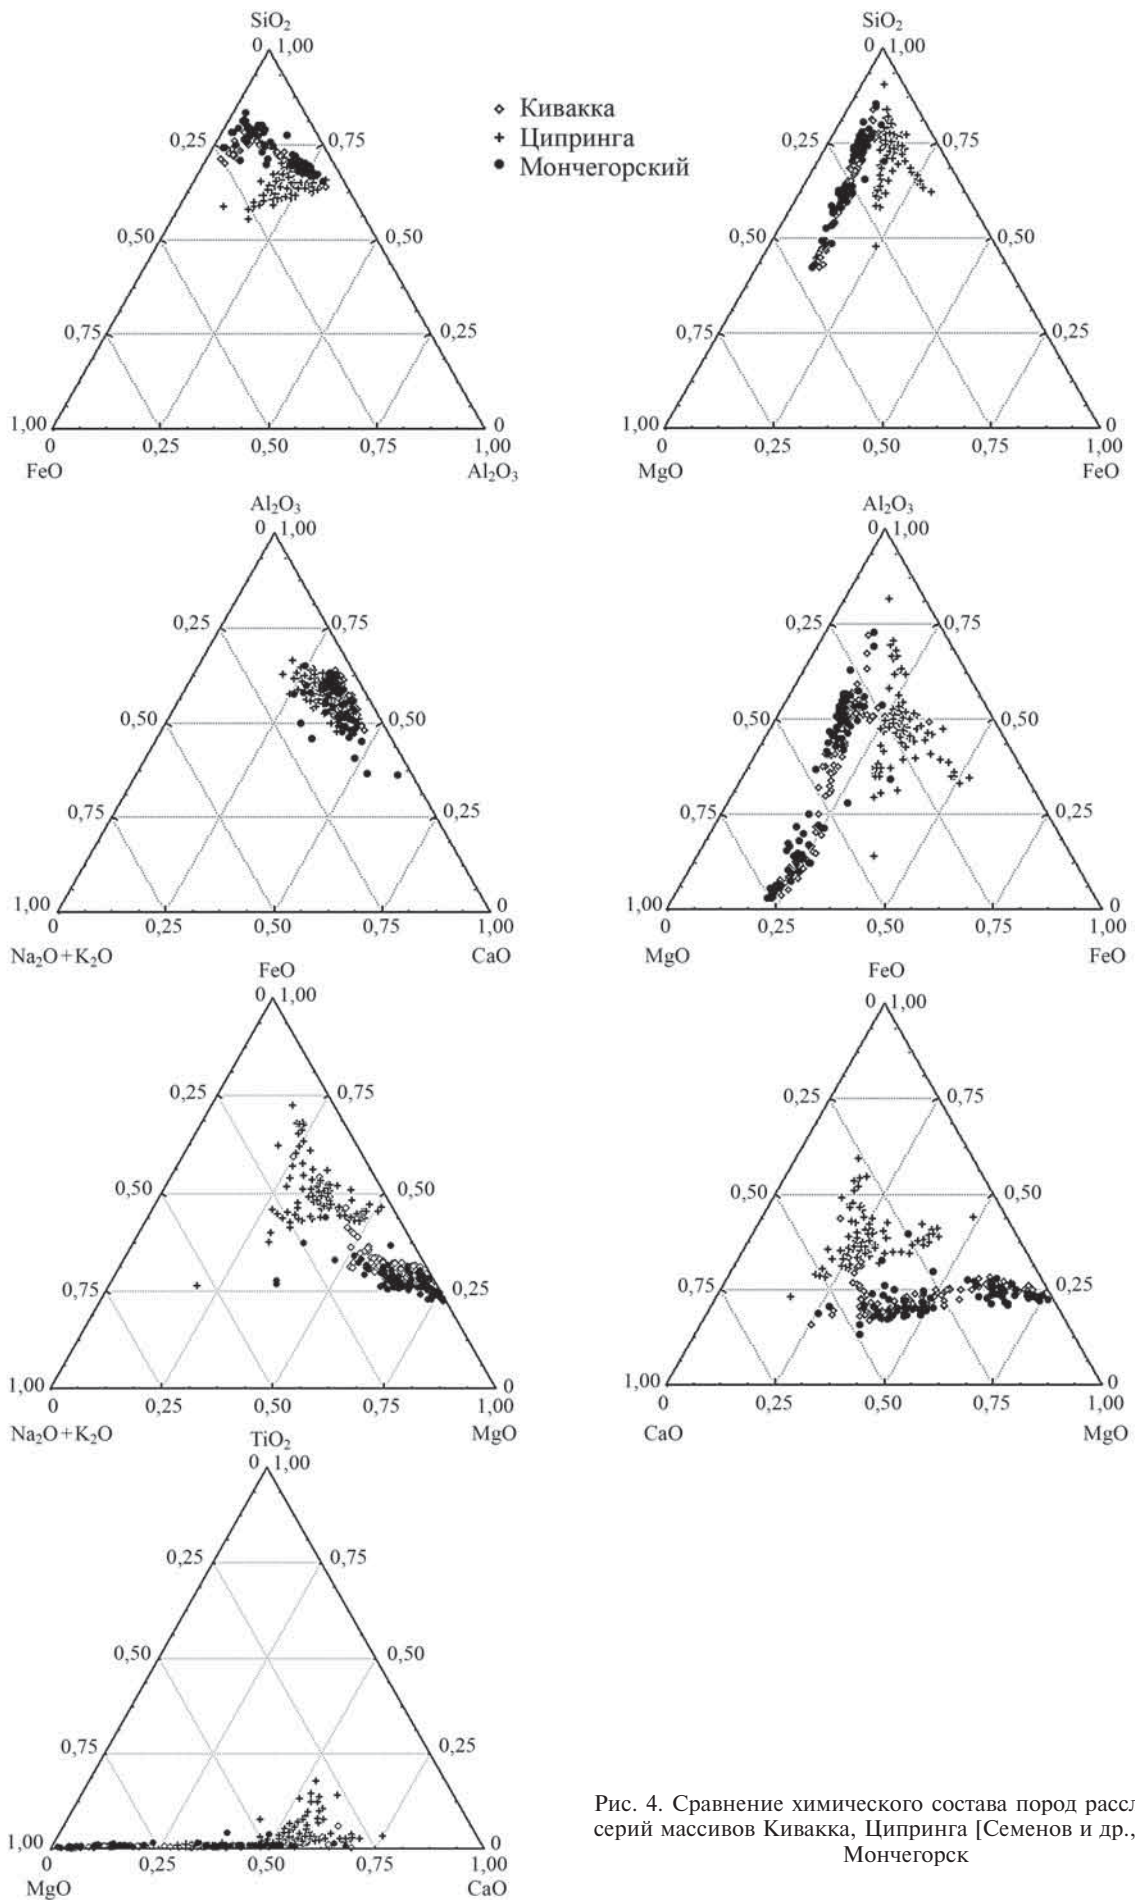 SiO₂
0 1,00
0,25 0,75
0,50 0,50
0,75 0,25
1,00 0
0 0,25 0,50 0,75 1,00
FeO Al₂O₃
Кивакка
Ципринга
Мончегорский
SiO₂
0 1,00
0,25 0,75
0,50 0,50
0,75 0,25
1,00 0
0 0,25 0,50 0,75 1,00
MgO FeO
Al₂O₃
0 1,00
0,25 0,75
0,50 0,50
0,75 0,25
1,00 0
0 0,25 0,50 0,75 1,00
Na₂O+K₂O CaO
Al₂O₃
0 1,00
0,25 0,75
0,50 0,50
0,75 0,25
1,00 0
0 0,25 0,50 0,75 1,00
MgO FeO
FeO
0 1,00
0,25 0,75
0,50 0,50
0,75 0,25
1,00 0
0 0,25 0,50 0,75 1,00
Na₂O+K₂O MgO
FeO
0 1,00
0,25 0,75
0,50 0,50
0,75 0,25
1,00 0
0 0,25 0,50 0,75 1,00
CaO MgO
TiO₂
0 1,00
0,25 0,75
0,50 0,50
0,75 0,25
1,00 0
0 0,25 0,50 0,75 1,00
MgO CaO
Рис. 4. Сравнение химического состава пород рассл
серий массивов Кивакка, Ципринга [Семенов и др.,
Мончегорск